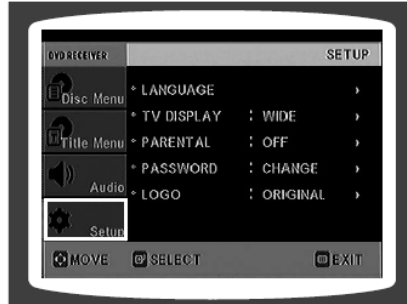 DVD RECEIVER SETUP
Disc Menu
Title Menu
Audio
Setup
LANGUAGE
TV DISPLAY : WIDE
PARENTAL : OFF
PASSWORD : CHANGE
LOGO : ORIGINAL
MOVE SELECT EXIT